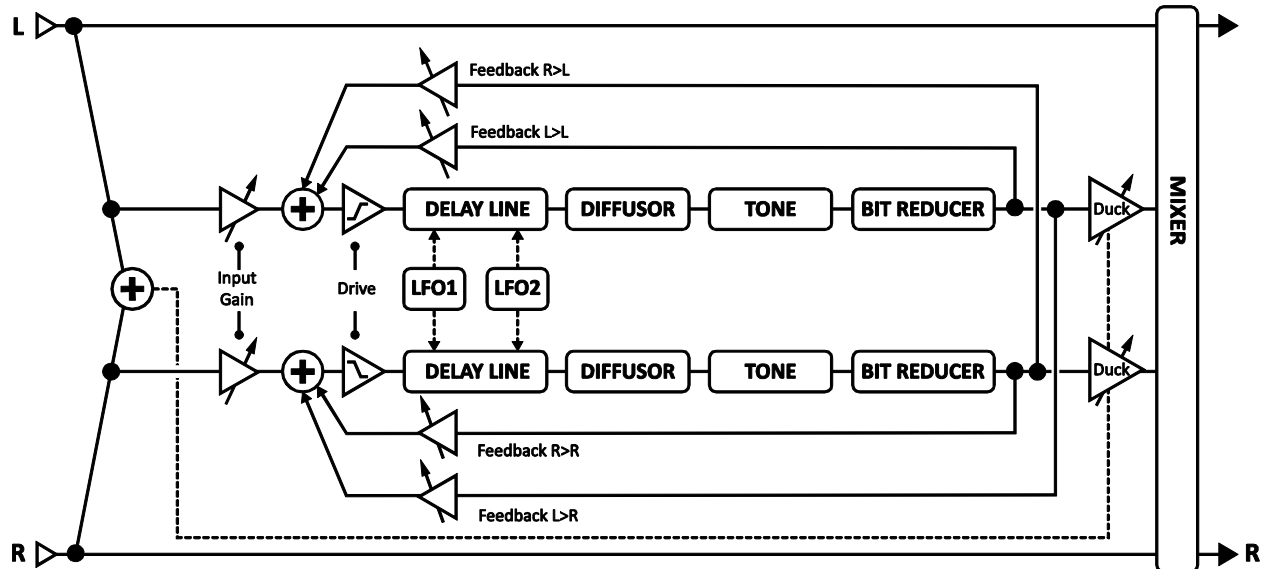 L
Feedback R>L
Feedback L>L
DELAY LINE
DIFFUSOR
TONE
BIT REDUCER
Duck
MIXER
Input
Gain
Drive
LFO1
LFO2
+
+
+
DELAY LINE
DIFFUSOR
TONE
BIT REDUCER
Duck
Feedback R>R
Feedback L>R
R
R